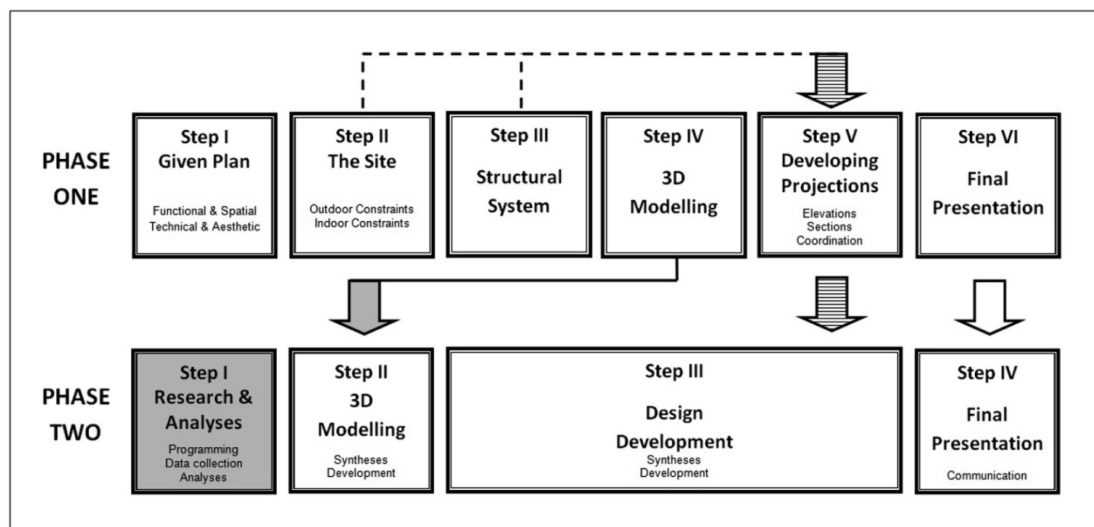 PHASE
ONE
Step I
Given Plan
Functional & Spatial
Technical & Aesthetic
Step II
The Site
Outdoor Constraints
Indoor Constraints
Step III
Structural
System
Step IV
3D
Modelling
Step V
Developing
Projections
Elevations
Sections
Coordination
Step VI
Final
Presentation
PHASE
TWO
Step I
Research &
Analyses
Programming
Data collection
Analyses
Step II
3D
Modelling
Syntheses
Development
Step III
Design
Development
Syntheses
Development
Step IV
Final
Presentation
Communication